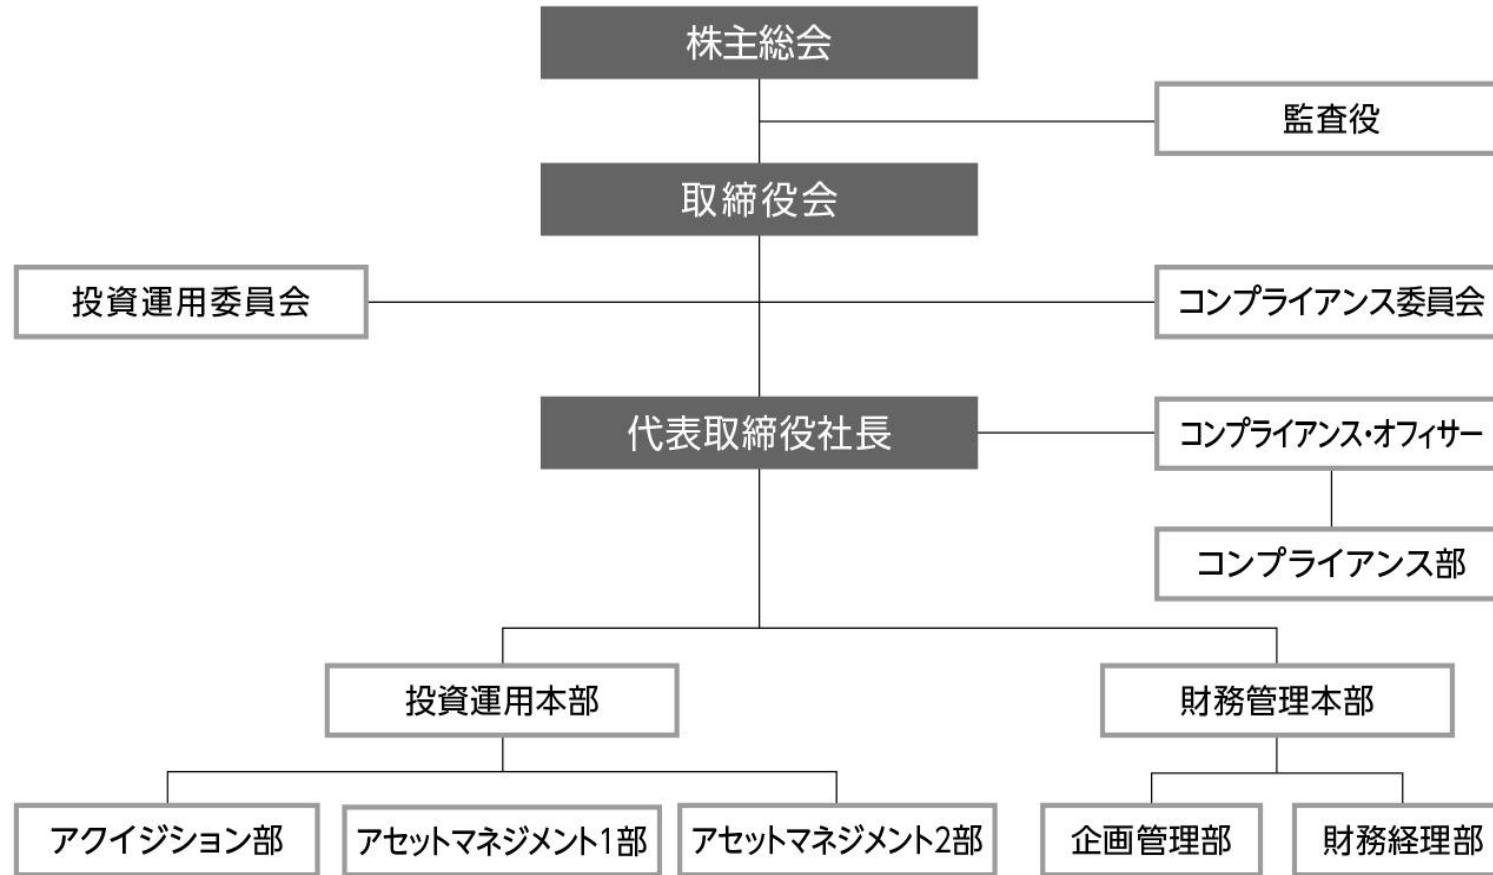 株主総会
監査役
取締役会
投資運用委員会
コンプライアンス委員会
代表取締役社長
コンプライアンス・オフィサー
コンプライアンス部
投資運用本部
財務管理本部
アクイジション部
アセットマネジメント1部
アセットマネジメント2部
企画管理部
財務経理部